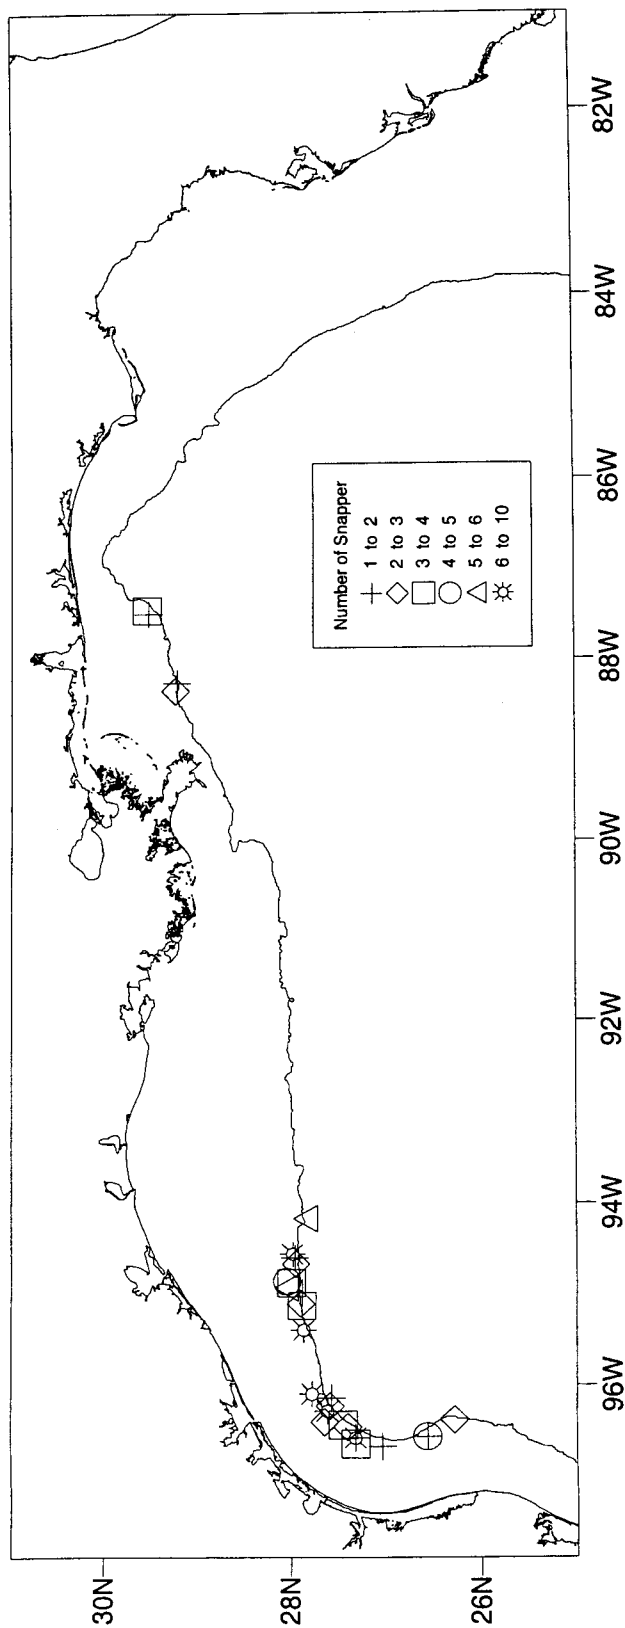 30N
28N
26N
96W
94W
92W
90W
88W
86W
84W
82W
Number of Snapper
1 to 2
2 to 3
3 to 4
4 to 5
5 to 6
6 to 10